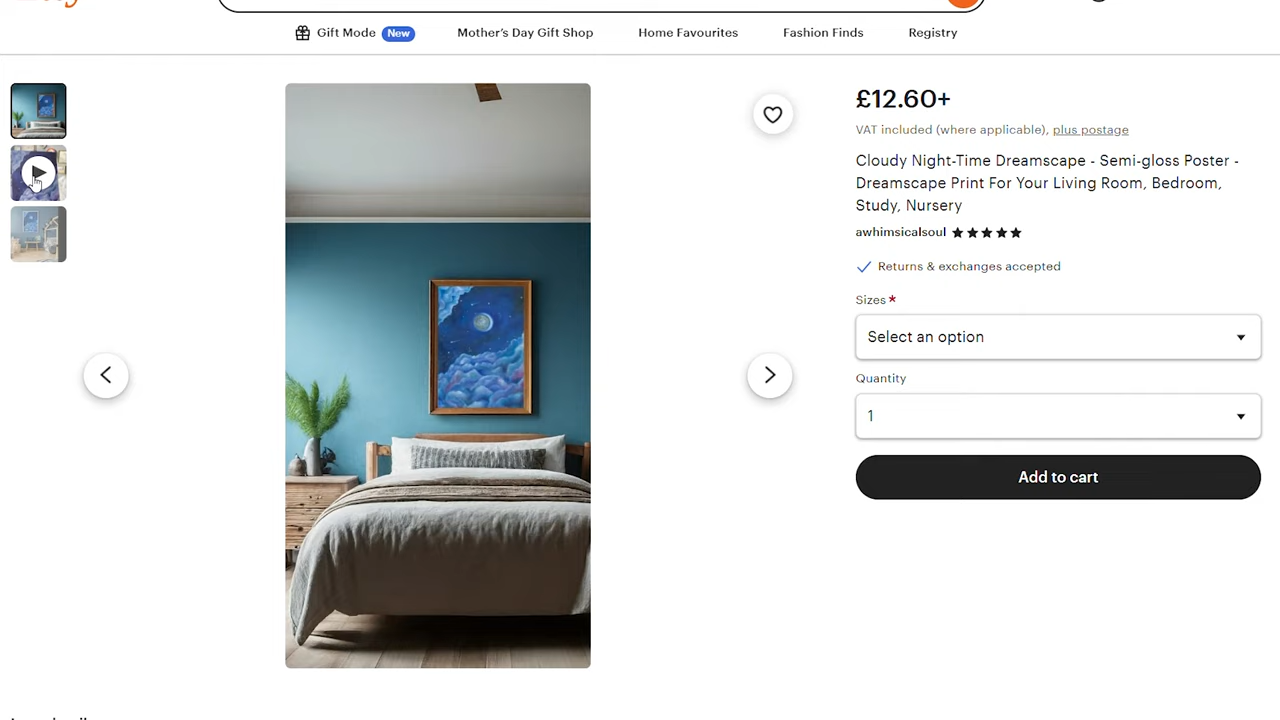 Gift Mode New Mother's Day Gift Shop Home Favourites Fashion Finds Registry
£12.60+
VAT included (where applicable), plus postage
Cloudy Night-Time Dreamscape - Semi-gloss Poster -
Dreamscape Print For Your Living Room, Bedroom,
Study, Nursery
awhimsicalsoul
Returns & exchanges accepted
Sizes *
Select an option
Quantity
1
Add to cart